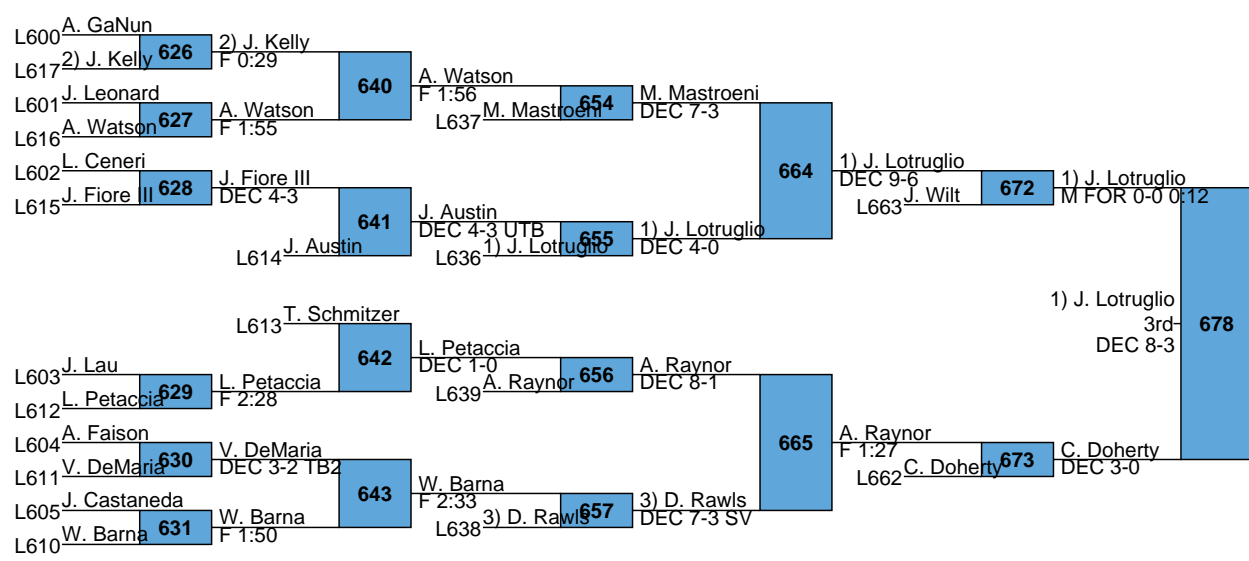 A. GaNun
L600
626
2) J. Kelly
F 0:29
L617
2) J. Kelly
640
A. Watson
F 1:56
J. Leonard
L601
627
A. Watson
F 1:55
L616
A. Watson
654
M. Mastroeni
DEC 7-3
L637
M. Mastroeni
L. Ceneri
L602
628
J. Fiore III
DEC 4-3
L615
J. Fiore III
641
J. Austin
DEC 4-3 UTB
L614
J. Austin
655
1) J. Lotruglio
DEC 4-0
L636
1) J. Lotruglio
664
1) J. Lotruglio
DEC 9-6
672
1) J. Lotruglio
M FOR 0-0 0:12
L663
J. Wilt
1) J. Lotruglio
3rd
DEC 8-3
678
T. Schmitzer
L613
642
L. Petaccia
DEC 1-0
J. Lau
L603
629
L. Petaccia
F 2:28
L612
L. Petaccia
656
A. Raynor
DEC 8-1
L639
A. Raynor
A. Faison
L604
630
V. DeMaria
DEC 3-2 TB2
L611
V. DeMaria
643
W. Barna
F 2:33
J. Castaneda
L605
631
W. Barna
F 1:50
L610
W. Barna
657
3) D. Rawls
DEC 7-3 SV
L638
3) D. Rawls
665
A. Raynor
F 1:27
673
C. Doherty
DEC 3-0
L662
C. Doherty